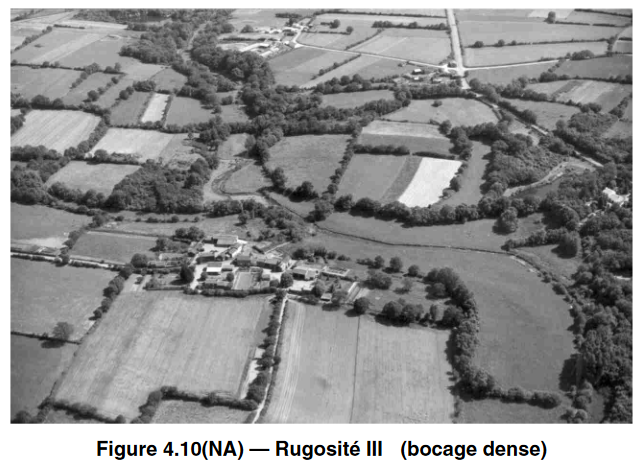 Figure 4.10(NA) — Rugosité III (bocage dense)